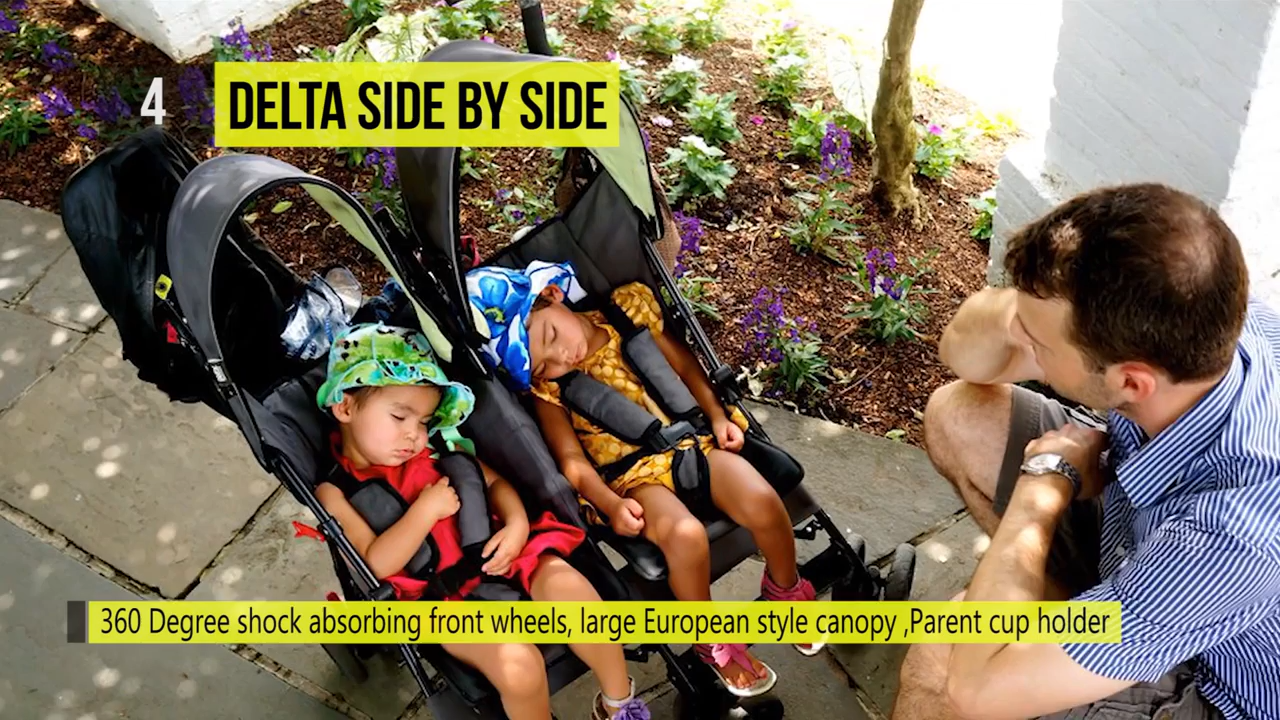 4
DELTA SIDE BY SIDE
360 Degree shock absorbing front wheels, large European style canopy ,Parent cup holder